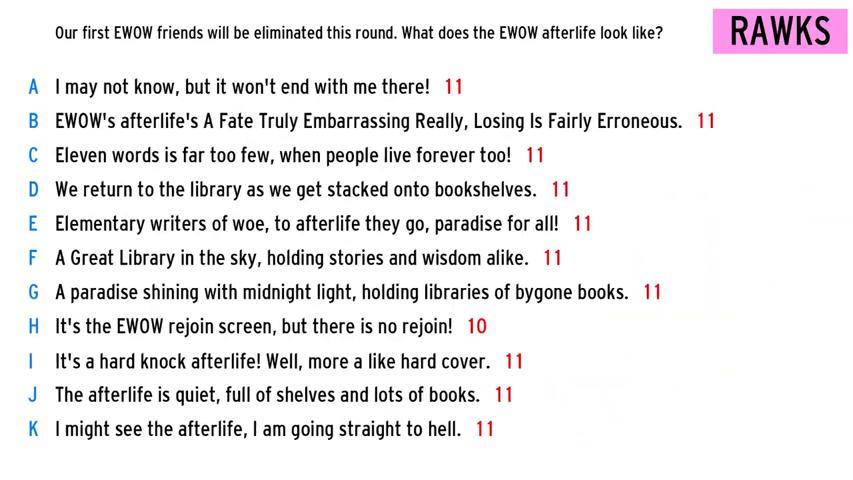 Our first EWOW friends will be eliminated this round. What does the EWOW afterlife look like?
RAWKS
A I may not know, but it won't end with me there! 11
B EWOW's afterlife's A Fate Truly Embarrassing Really, Losing Is Fairly Erroneous. 11
C Eleven words is far too few, when people live forever too! 11
D We return to the library as we get stacked onto bookshelves. 11
E Elementary writers of woe, to afterlife they go, paradise for all! 11
F A Great Library in the sky, holding stories and wisdom alike. 11
G A paradise shining with midnight light, holding libraries of bygone books. 11
H It's the EWOW rejoin screen, but there is no rejoin! 10
I It's a hard knock afterlife! Well, more a like hard cover. 11
J The afterlife is quiet, full of shelves and lots of books. 11
K I might see the afterlife, I am going straight to hell. 11